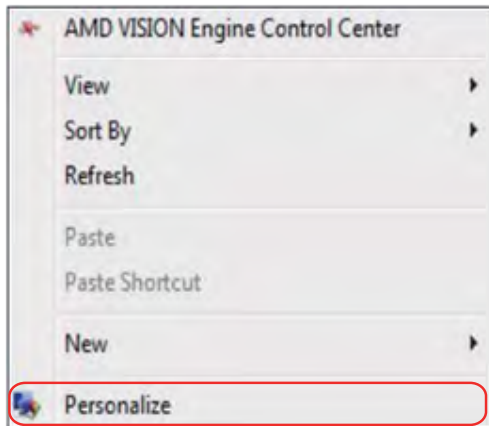 AMD VISION Engine Control Center
View
Sort By
Refresh
Paste
Paste Shortcut
New
Personalize